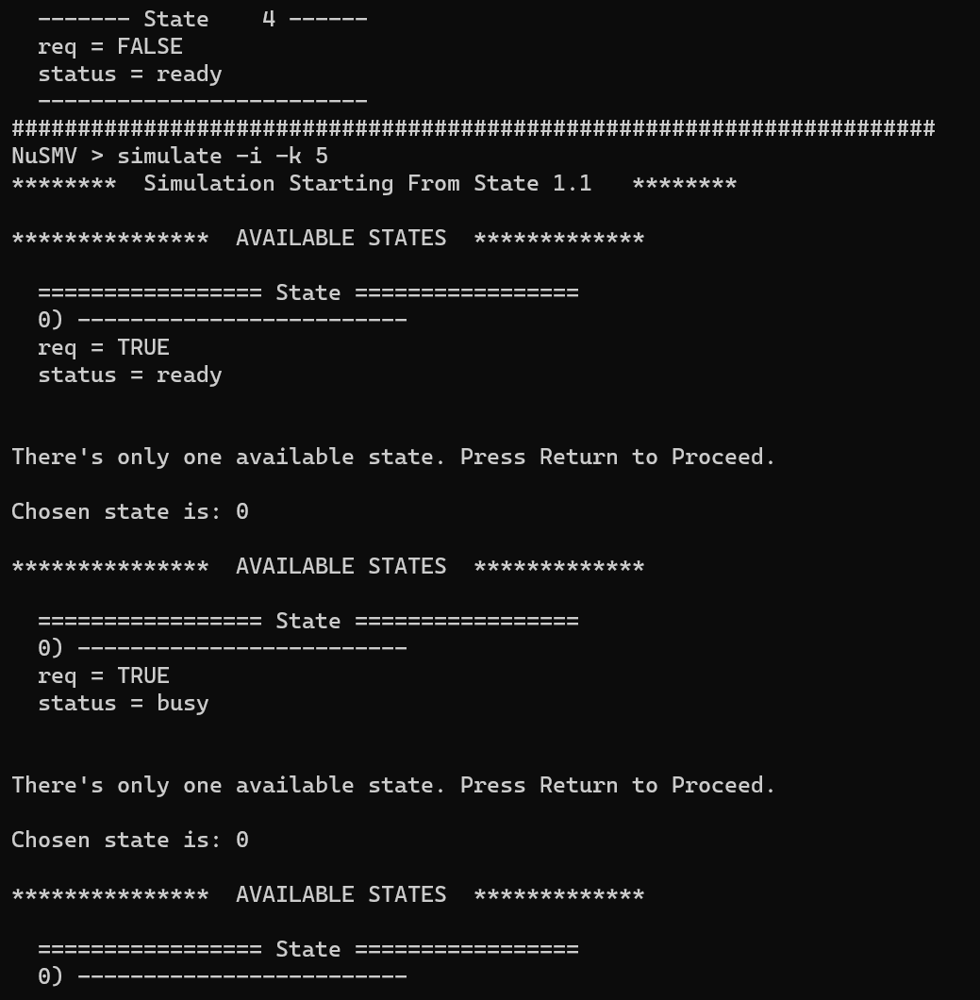 ------- State    4 ------
req = FALSE
status = ready
-------------------------
######################################################################
NuSMV > simulate -i -k 5
********  Simulation Starting From State 1.1   ********
***************  AVAILABLE STATES  *************
================= State =================
0) -------------------------
req = TRUE
status = ready
There's only one available state. Press Return to Proceed.
Chosen state is: 0
***************  AVAILABLE STATES  *************
================= State =================
0) -------------------------
req = TRUE
status = busy
There's only one available state. Press Return to Proceed.
Chosen state is: 0
***************  AVAILABLE STATES  *************
================= State =================
0) -------------------------